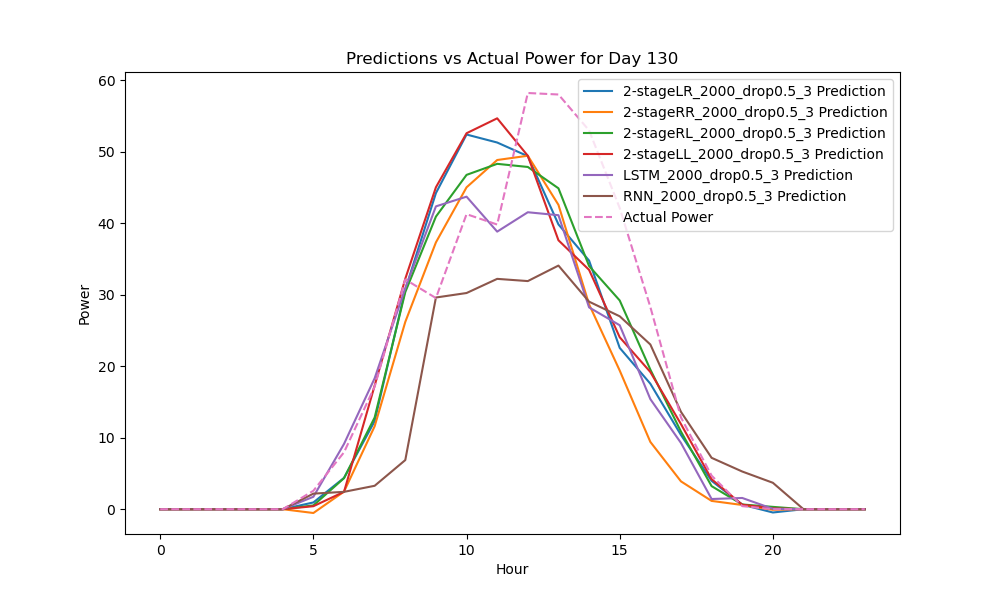 Predictions vs Actual Power for Day 130
60
50
40
30
20
10
0
Power
2-stageLR_2000_drop0.5_3 Prediction
2-stageRR_2000_drop0.5_3 Prediction
2-stageRL_2000_drop0.5_3 Prediction
2-stageLL_2000_drop0.5_3 Prediction
LSTM_2000_drop0.5_3 Prediction
RNN_2000_drop0.5_3 Prediction
Actual Power
0 5 10 15 20
Hour